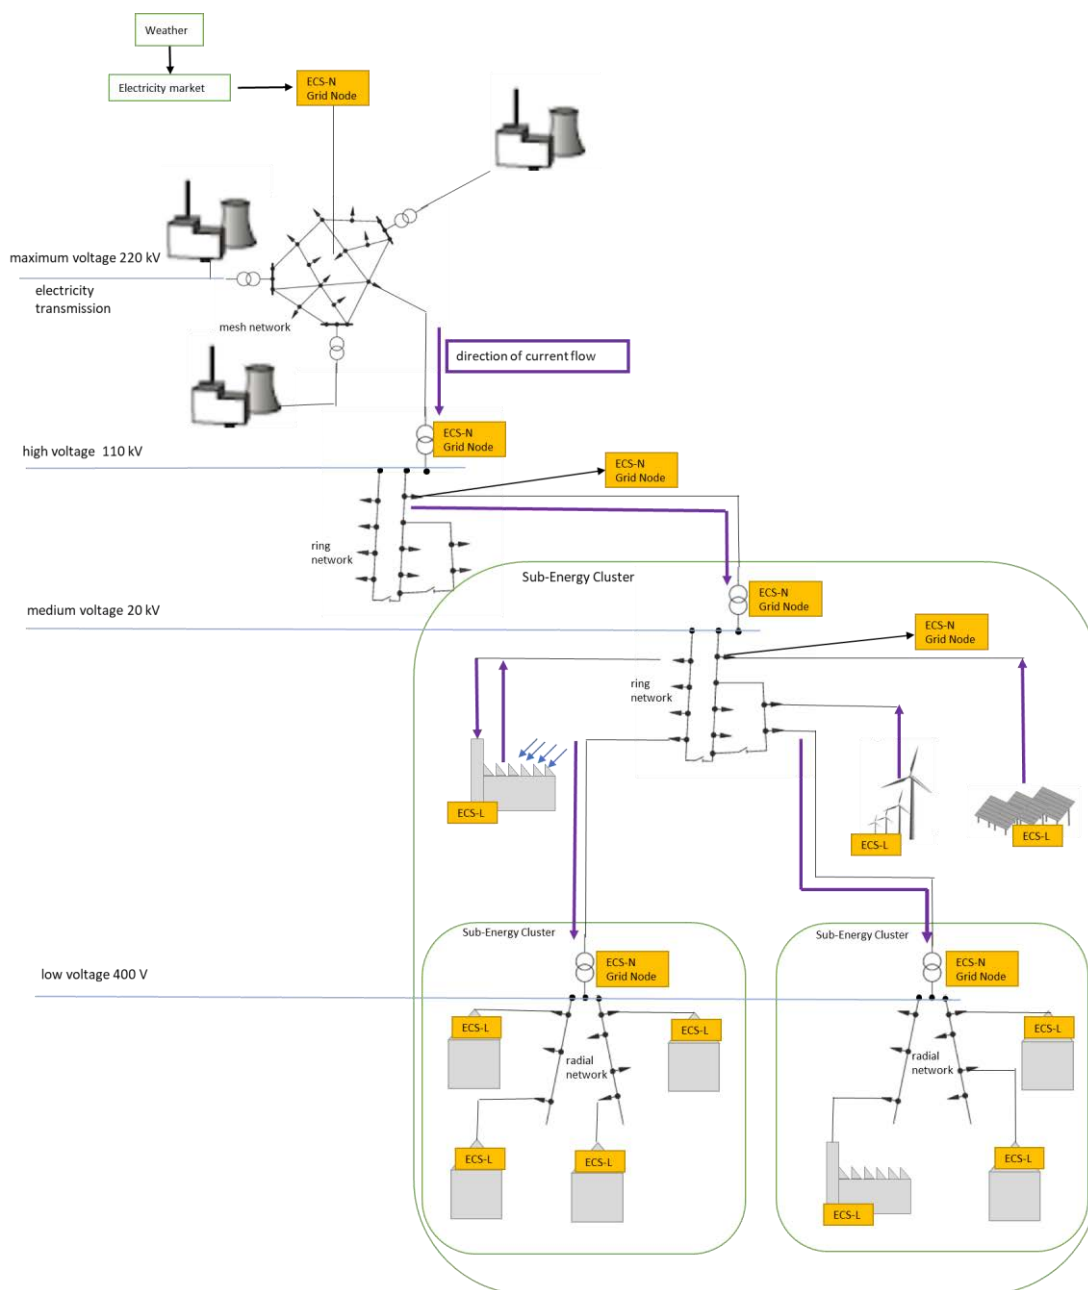 Weather
Electricity market
ECS-N
Grid Node
maximum voltage 220 kV
electricity
transmission
mesh network
direction of current flow
ECS-N
Grid Node
high voltage  110 kV
ECS-N
Grid Node
ring
network
Sub-Energy Cluster
ECS-N
Grid Node
medium voltage 20 kV
ECS-N
Grid Node
ring
network
ECS-L
ECS-L
ECS-L
Sub-Energy Cluster
Sub-Energy Cluster
ECS-N
Grid Node
ECS-N
Grid Node
low voltage 400 V
ECS-L
ECS-L
ECS-L
radial
network
radial
network
ECS-L
ECS-L
ECS-L
ECS-L